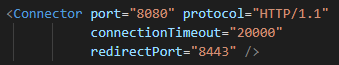 <Connector port="8080" protocol="HTTP/1.1"
connectionTimeout="20000"
redirectPort="8443" />